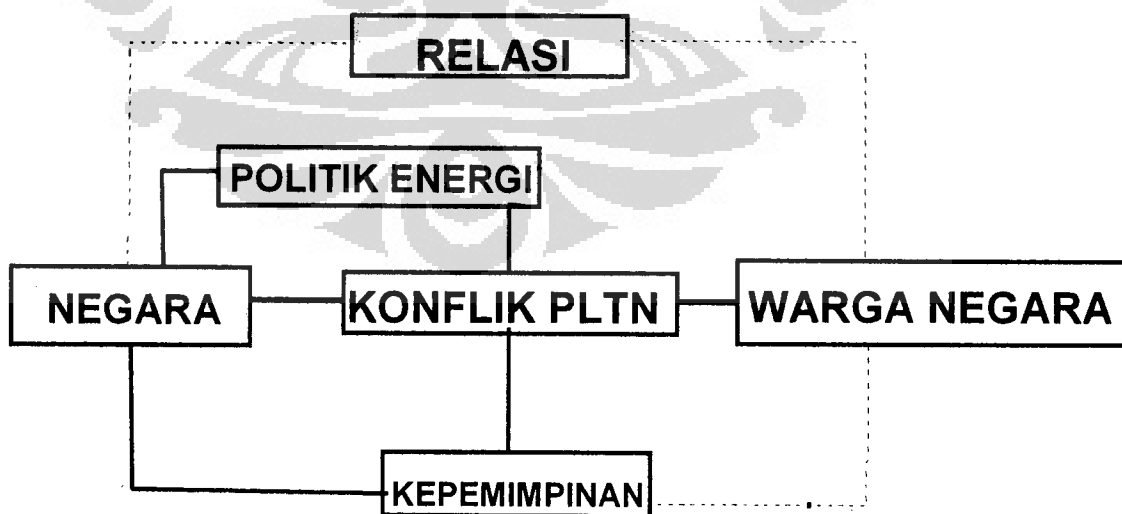 RELASI
POLITIK ENERGI
NEGARA
KONFLIK PLTN
WARGA NEGARA
KEPEMIMPINAN